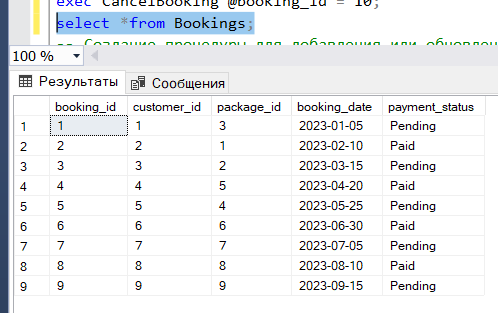 exec CancelBooking @booking_id = 10;
select *from Bookings;
-- Создание процедуры для добавления или обновлен
100 %
Результаты Сообщения
booking_id customer_id package_id booking_date payment_status
1 1 1 3 2023-01-05 Pending
2 2 2 1 2023-02-10 Paid
3 3 3 2 2023-03-15 Pending
4 4 4 5 2023-04-20 Paid
5 5 5 4 2023-05-25 Pending
6 6 6 6 2023-06-30 Paid
7 7 7 7 2023-07-05 Pending
8 8 8 8 2023-08-10 Paid
9 9 9 9 2023-09-15 Pending